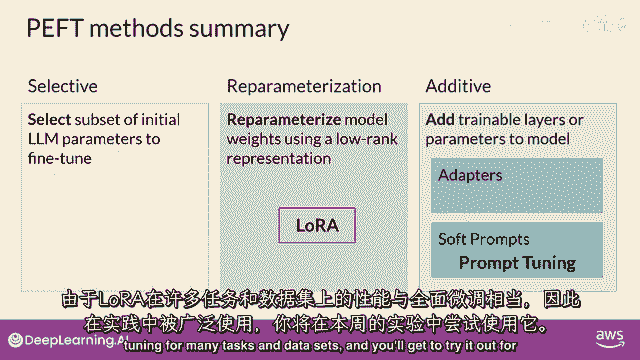 PEFT methods summary
Selective
Reparameterization
Additive
Select subset of initial
LLM parameters to
fine-tune
Reparameterize model
weights using a low-rank
representation
LoRA
Add trainable layers or
parameters to model
Adapters
Soft Prompts
Prompt Tuning
由于LoRA在许多任务和数据集上的性能与全面微调相当，因此
在实践中被广泛使用，你将在本周的实验中尝试使用它。
tuning for many tasks and data sets, and you'll get to try it out for
DeepLearning.AI
aws